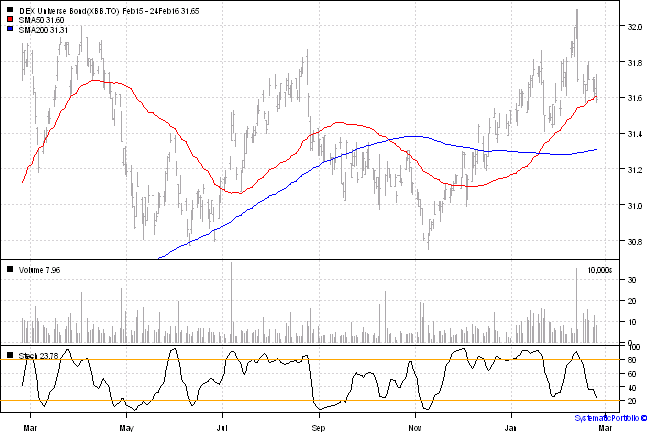 DEX Universe Bond(XBB.TO) Feb15 - 24Feb16 31.65
SMA50 31.60
SMA200 31.31
32.0
31.8
31.6
31.4
31.2
31.0
30.8
Volume 7.96
10,000s
30
20
10
0
Stoch 23.78
100
80
60
40
20
Mar May Jul Sep Nov Jan Mar
SystematicPortfolio ©